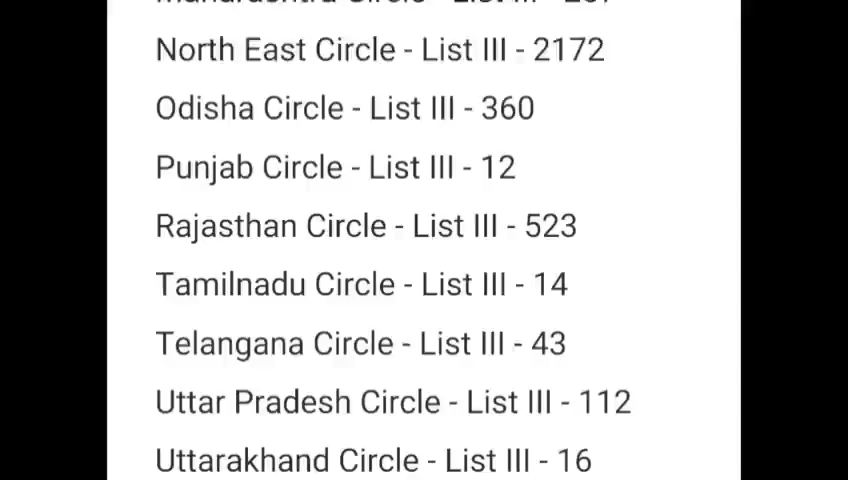 North East Circle - List III - 2172
Odisha Circle - List III - 360
Punjab Circle - List III - 12
Rajasthan Circle - List III - 523
Tamilnadu Circle - List III - 14
Telangana Circle - List III - 43
Uttar Pradesh Circle - List III - 112
Uttarakhand Circle - List III - 16